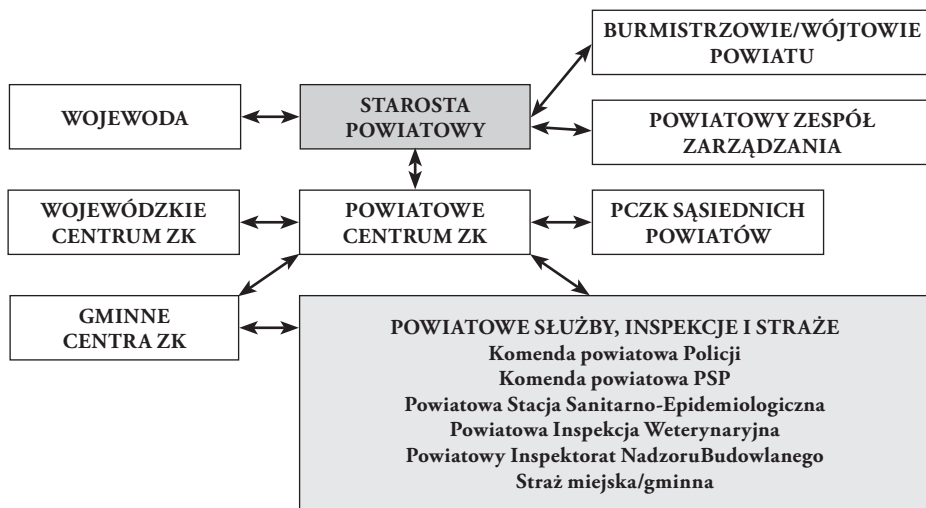 BURMISTRZOWIE/WÓJTOWIE
POWIATU
WOJEWODA
STAROSTA
POWIATOWY
POWIATOWY ZESPÓŁ
ZARZĄDZANIA
WOJEWÓDZKIE
CENTRUM ZK
POWIATOWE
CENTRUM ZK
PCZK SĄSIEDNICH
POWIATÓW
GMINNE
CENTRA ZK
POWIATOWE SŁUŻBY, INSPEKCJE I STRAŻE
Komenda powiatowa Policji
Komenda powiatowa PSP
Powiatowa Stacja Sanitarno-Epidemiologiczna
Powiatowa Inspekcja Weterynaryjna
Powiatowy Inspektorat NadzoruBudowlanego
Straż miejska/gminna